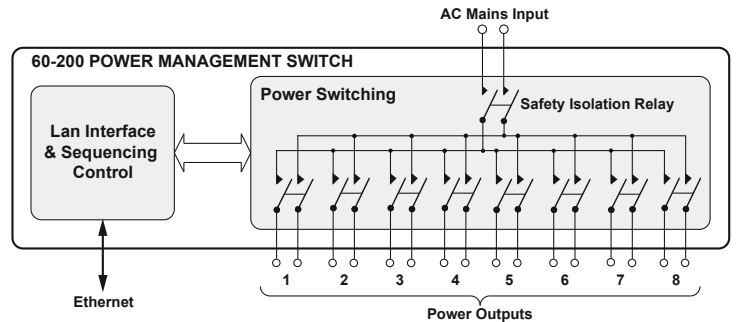 AC Mains Input
60-200 POWER MANAGEMENT SWITCH
Power Switching
Safety Isolation Relay
Lan Interface
& Sequencing
Control
1 2 3 4 5 6 7 8
Ethernet
Power Outputs